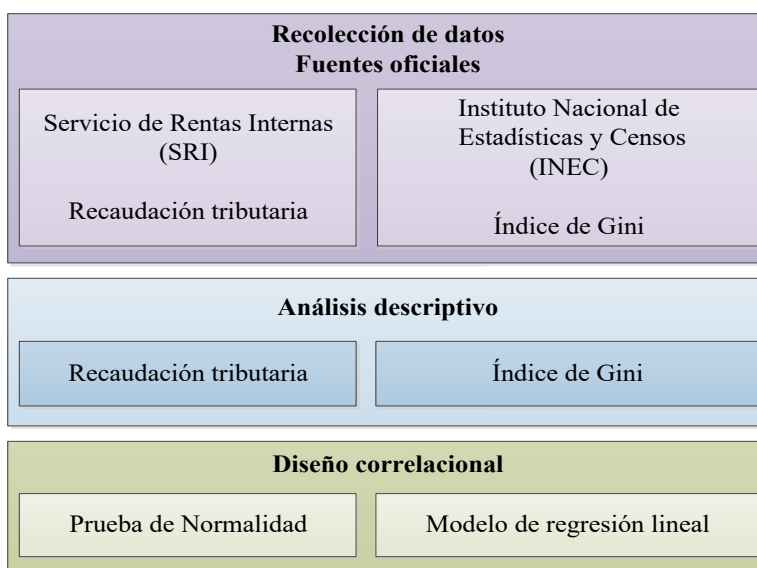 Recolección de datos
Fuentes oficiales
Servicio de Rentas Internas
(SRI)
Recaudación tributaria
Instituto Nacional de
Estadísticas y Censos
(INEC)
Índice de Gini
Análisis descriptivo
Recaudación tributaria
Índice de Gini
Diseño correlacional
Prueba de Normalidad
Modelo de regresión lineal